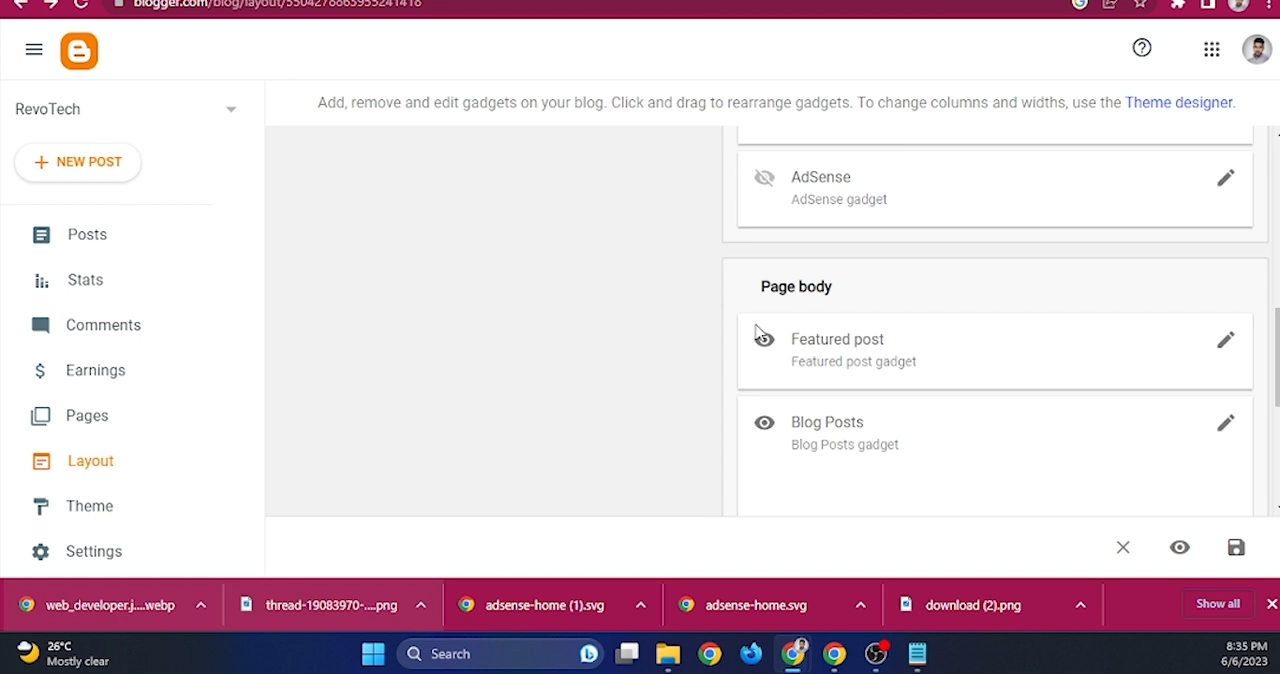 blogger.com/blog/layout/5504278863955241418
RevoTech
Add, remove and edit gadgets on your blog. Click and drag to rearrange gadgets. To change columns and widths, use the Theme designer.
NEW POST
Posts
Stats
Comments
Earnings
Pages
Layout
Theme
Settings
AdSense
AdSense gadget
Page body
Featured post
Featured post gadget
Blog Posts
Blog Posts gadget
web_developer.j....webp
thread-19083970-....png
adsense-home (1).svg
adsense-home.svg
download (2).png
Show all
26°C
Mostly clear
Search
8:35 PM
6/6/2023